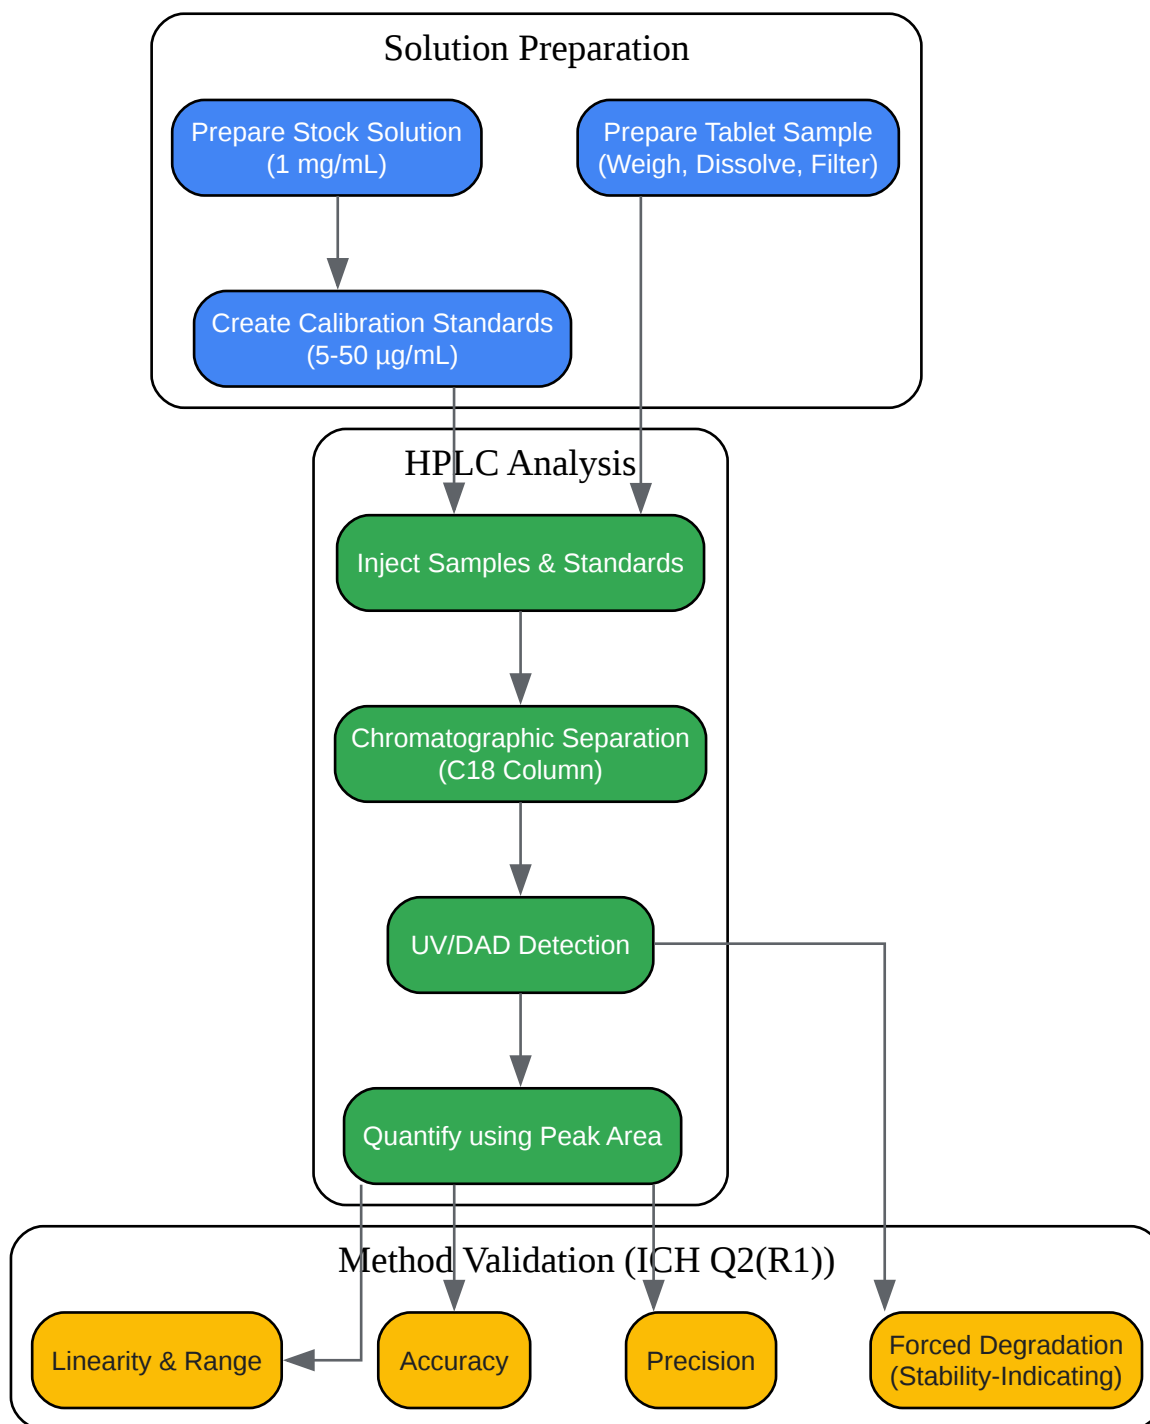 Solution Preparation
Prepare Stock Solution
(1 mg/mL)
Prepare Tablet Sample
(Weigh, Dissolve, Filter)
Create Calibration Standards
(5-50 µg/mL)
HPLC Analysis
Inject Samples & Standards
Chromatographic Separation
(C18 Column)
UV/DAD Detection
Quantify using Peak Area
Method Validation (ICH Q2(R1))
Linearity & Range
Accuracy
Precision
Forced Degradation
(Stability-Indicating)